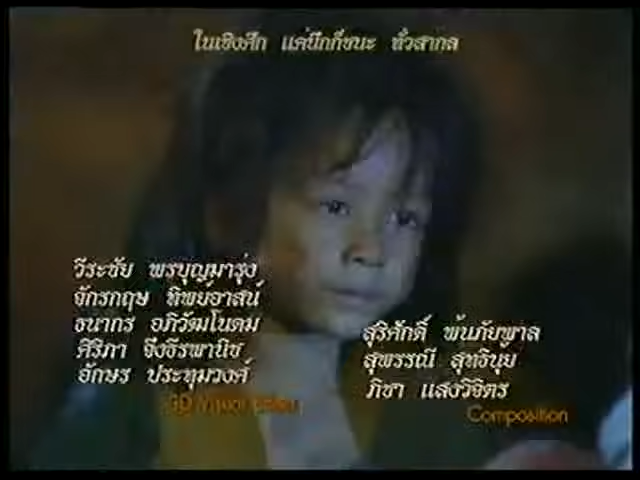 ในเชิงศึก แค่นึกก็ชนะ ทั่วสากล
วีระชัย พรบุญมารุ่ง
จักรกฤษ ทิพย์อาสน์
ธนากร อภิวัฒโนดม
ศิริภา จึงธีรพานิช
อักษร ประทุมวงศ์
สุริศักดิ์ พ้นภัยพาล
สุพรรณี สุทธินุ้ย
ภิชา แสงวิจิตร
Composition